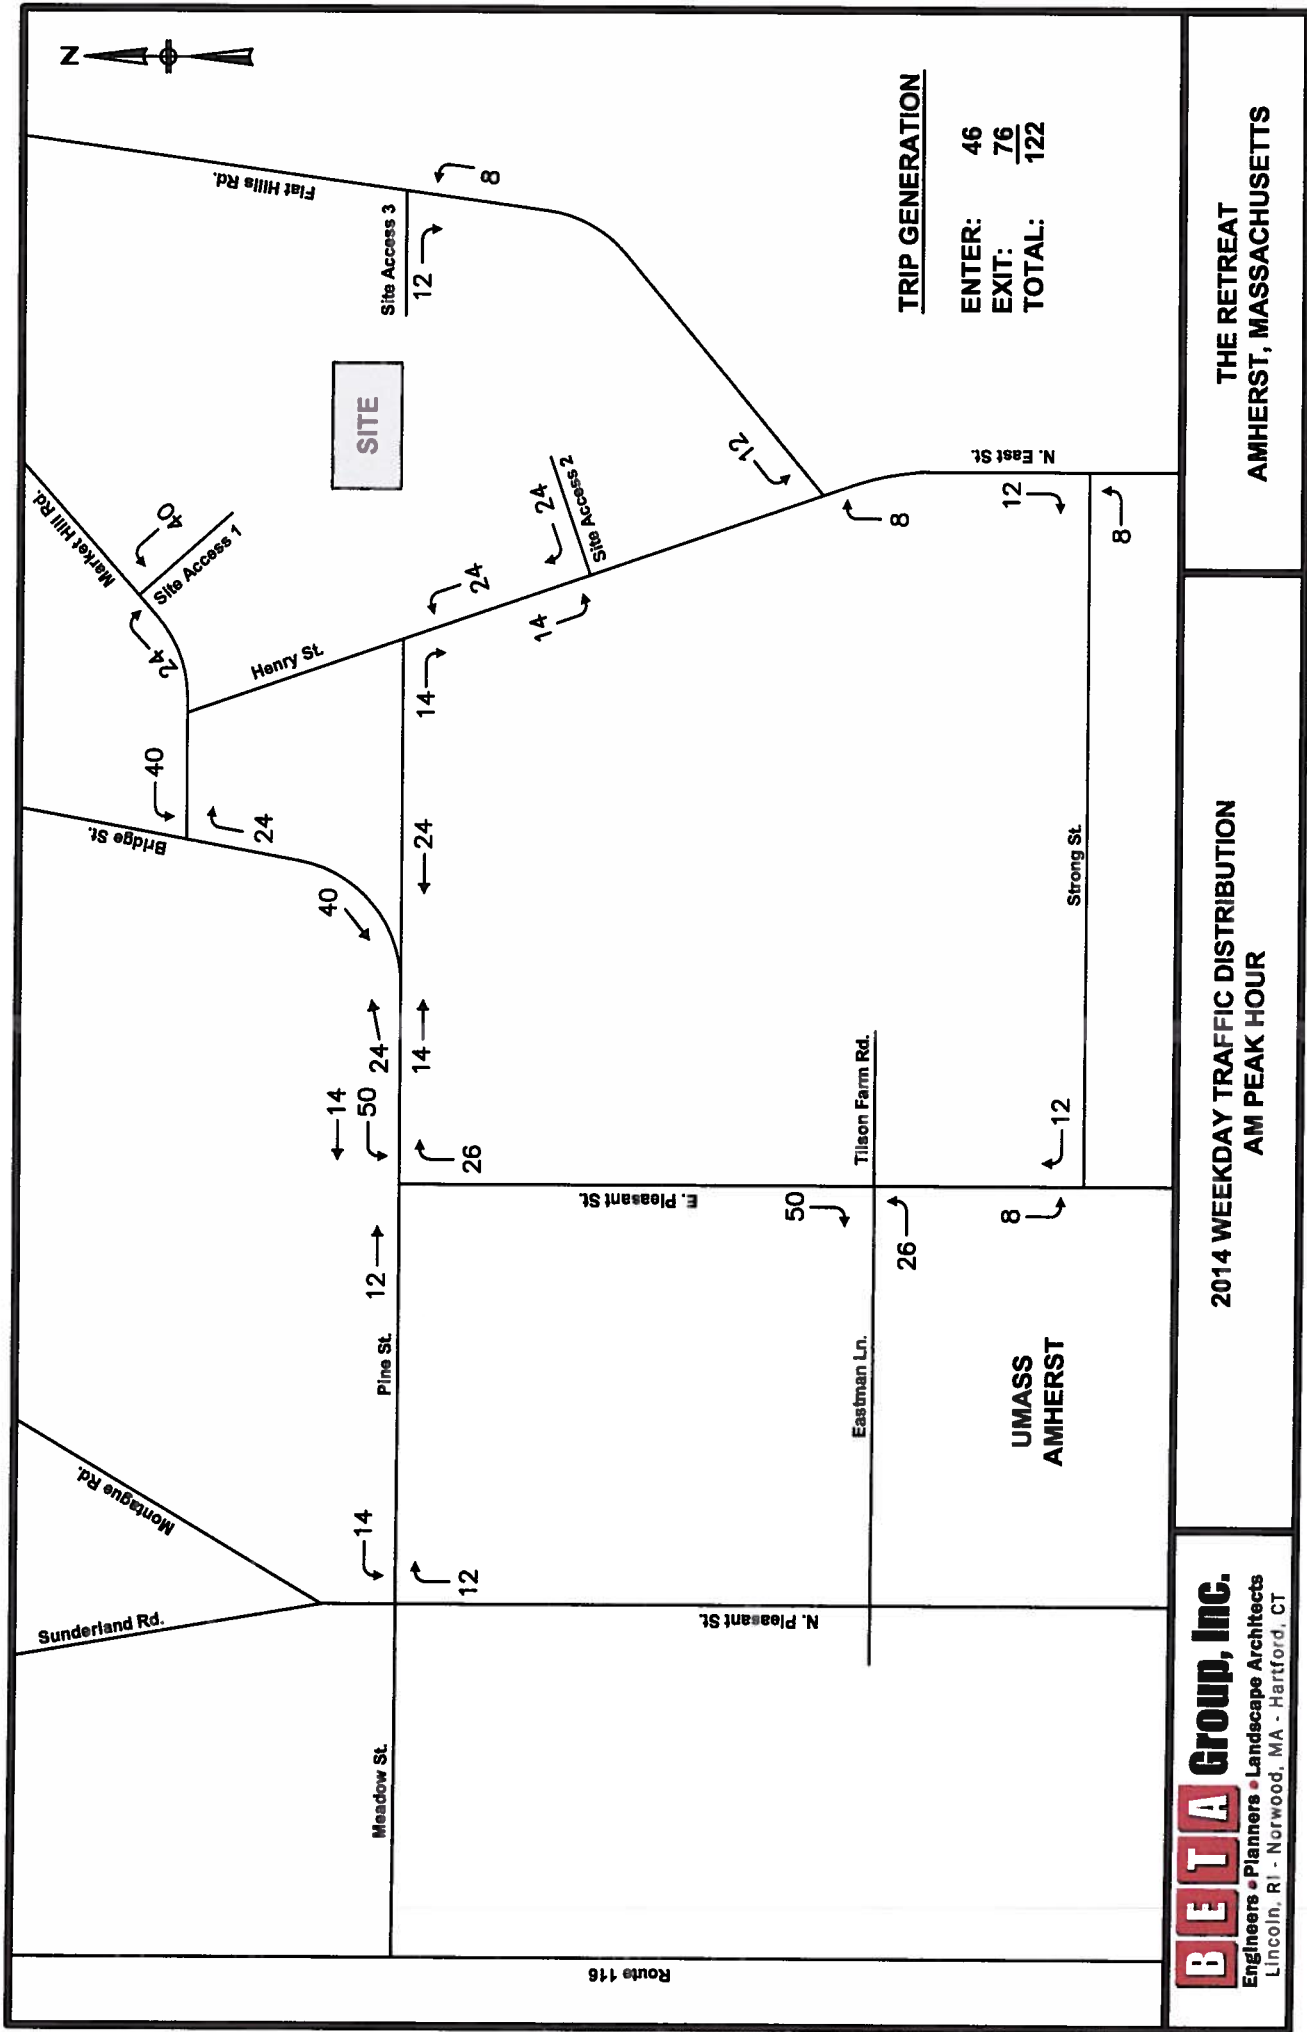 N
Sunderland Rd.
Montague Rd.
Bridge St.
Market Hill Rd.
Flat Hills Rd.
40
24
40
Site Access 1
24
Henry St.
SITE
Site Access 3
12
8
14
50
24
40
14
12
Meadow St.
Pine St.
12
26
14
24
14
24
14
24
Site Access 2
E. Pleasant St.
N. Pleasant St.
Route 116
12
50
Tilson Farm Rd.
Eastman Ln.
26
8
UMASS
AMHERST
8
12
Strong St.
12
8
N. East St.
TRIP GENERATION
ENTER: 46
EXIT: 76
TOTAL: 122
BETA Group, Inc.
Engineers • Planners • Landscape Architects
Lincoln, RI - Norwood, MA - Hartford, CT
2014 WEEKDAY TRAFFIC DISTRIBUTION
AM PEAK HOUR
THE RETREAT
AMHERST, MASSACHUSETTS